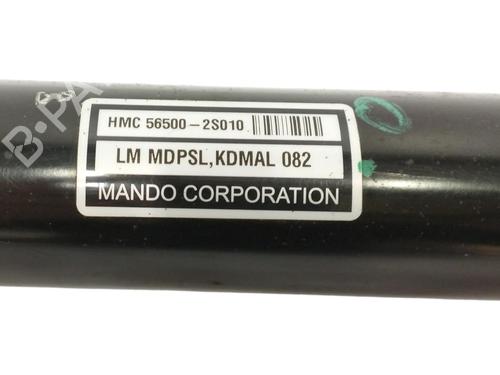 HMC 56500-2S010
LM MDPSL,KDMAL 082
MANDO CORPORATION